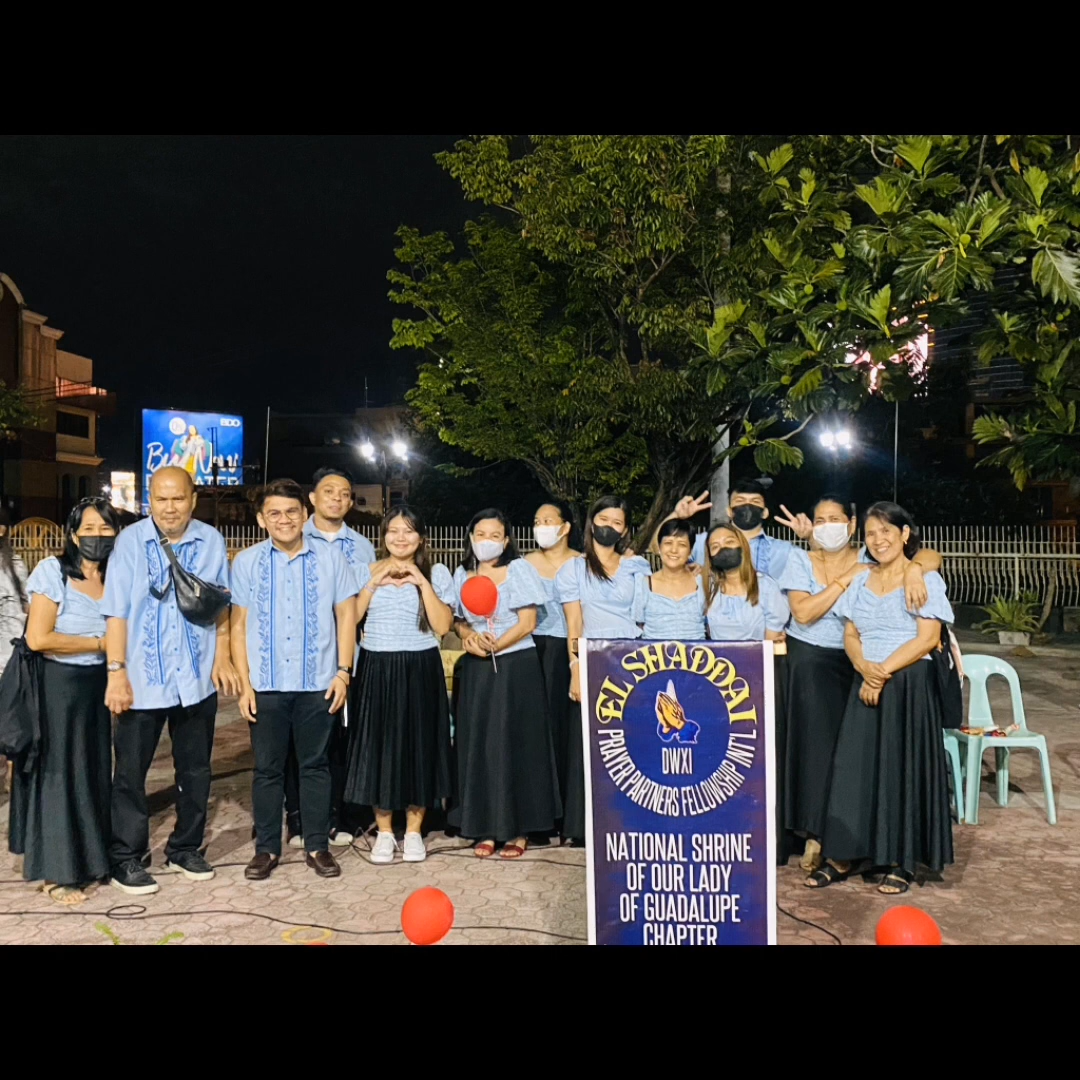 BDO
EL SHADDAI
DWXI
PRAYER PARTNERS FELLOWSHIP INT'L
NATIONAL SHRINE
OF OUR LADY
OF GUADALUPE
CHAPTER